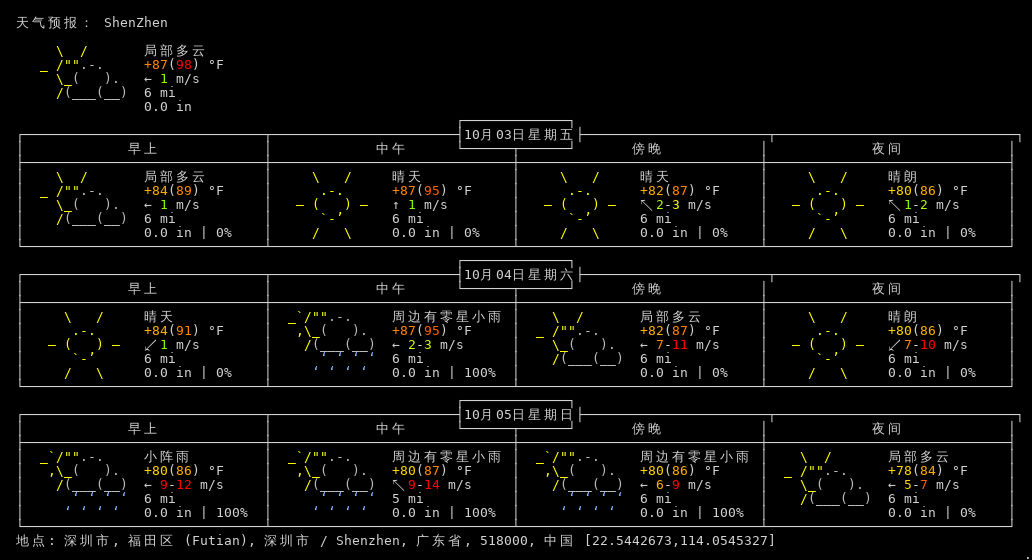 天气预报： ShenZhen
局部多云
+87(98) °F
← 1 m/s
6 mi
0.0 in
10月03日星期五
早上 中午 傍晚 夜间
局部多云 晴天 晴天 晴朗
+84(89) °F +87(95) °F +82(87) °F +80(86) °F
← 1 m/s ↑ 1 m/s ↖ 2-3 m/s ↖ 1-2 m/s
6 mi 6 mi 6 mi 6 mi
0.0 in | 0% 0.0 in | 0% 0.0 in | 0% 0.0 in | 0%
10月04日星期六
早上 中午 傍晚 夜间
晴天 周边有零星小雨 局部多云 晴朗
+84(91) °F +87(95) °F +82(87) °F +80(86) °F
↙ 1 m/s ← 2-3 m/s ← 7-11 m/s ↙ 7-10 m/s
6 mi 6 mi 6 mi 6 mi
0.0 in | 0% 0.0 in | 100% 0.0 in | 0% 0.0 in | 0%
10月05日星期日
早上 中午 傍晚 夜间
小阵雨 周边有零星小雨 周边有零星小雨 局部多云
+80(86) °F +80(87) °F +80(86) °F +78(84) °F
← 9-12 m/s ↖ 9-14 m/s ← 6-9 m/s ← 5-7 m/s
6 mi 5 mi 6 mi 6 mi
0.0 in | 100% 0.0 in | 100% 0.0 in | 100% 0.0 in | 0%
地点: 深圳市, 福田区 (Futian), 深圳市 / Shenzhen, 广东省, 518000, 中国 [22.5442673,114.0545327]